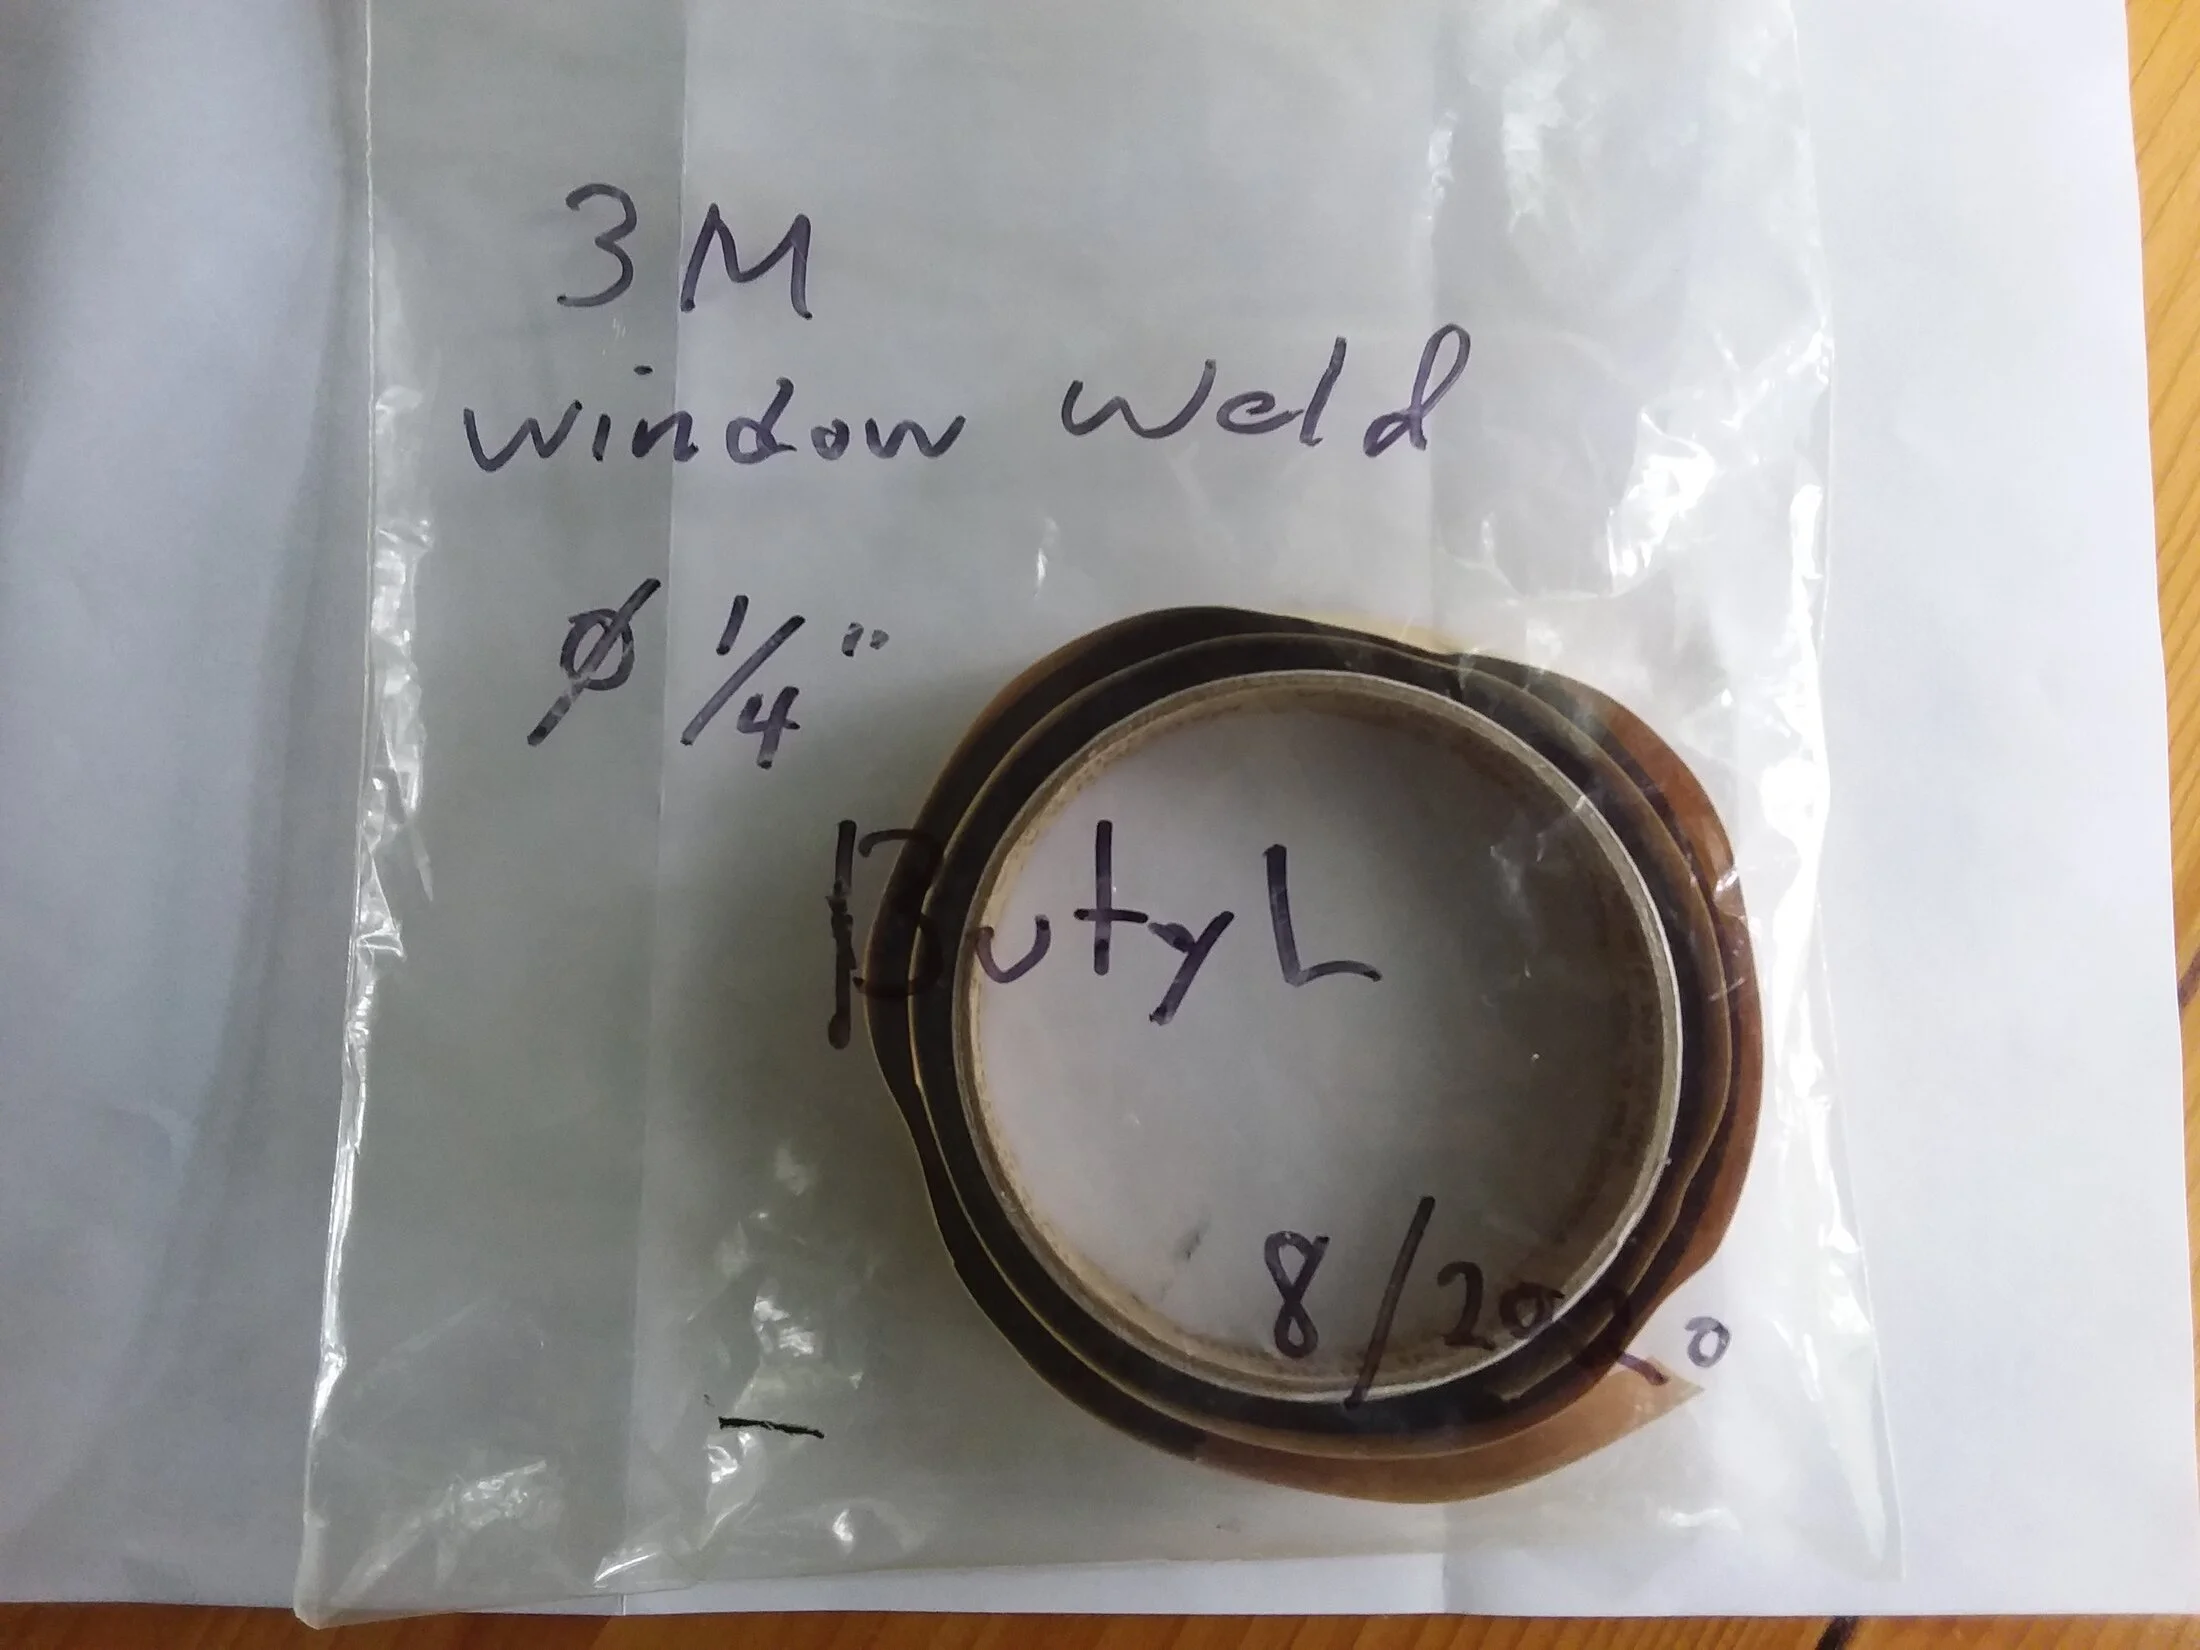 3M
window weld
Ø 1/4"
ButyL
8/2020